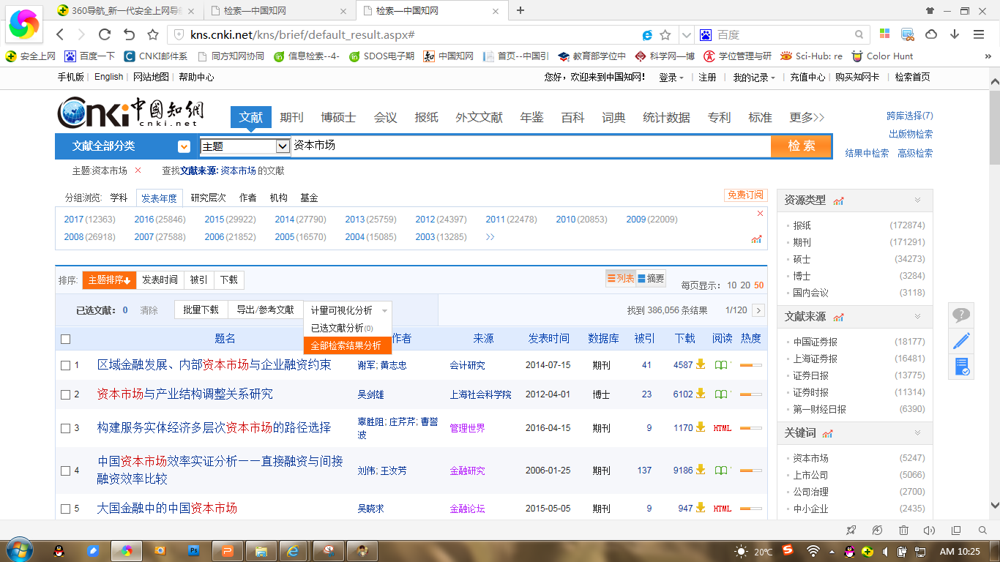 360导航_新一代安全上网导航
检索—中国知网
检索—中国知网
kns.cnki.net/kns/brief/default_result.aspx#
百度
安全上网
百度一下
CNKI邮件系
同方知网协同
信息检索--4-
SDOS电子期
中国知网
首页--中国引
教育部学位中
科学网—博
学位管理与研
Sci-Hub: re
Color Hunt
手机版 English 网站地图 帮助中心
您好，欢迎来到中国知网! 登录 注册 我的记录 充值中心 购买知网卡 检索首页
Cnki中國知網
cnki.net
文献 期刊 博硕士 会议 报纸 外文文献 年鉴 百科 词典 统计数据 专利 标准 更多>>
跨库选择(7)
出版物检索
文献全部分类 主题 资本市场 检索
结果中检索 高级检索
主题:资本市场 × 查找文献来源: 资本市场 的文献
分组浏览: 学科 发表年度 研究层次 作者 机构 基金
免费订阅
2017(12363) 2016(25846) 2015(29922) 2014(27790) 2013(25759) 2012(24397) 2011(22478) 2010(20853) 2009(22009)
2008(26918) 2007(27588) 2006(21852) 2005(16570) 2004(15085) 2003(13285) >>
排序: 主题排序 发表时间 被引 下载
列表 摘要 每页显示: 10 20 50
已选文献: 0 清除 批量下载 导出/参考文献 计量可视化分析
找到 386,056 条结果 1/120
已选文献分析(0)
全部检索结果分析
题名 作者 来源 发表时间 数据库 被引 下载 阅读 热度
1 区域金融发展、内部资本市场与企业融资约束 谢军; 黄志忠 会计研究 2014-07-15 期刊 41 4587
2 资本市场与产业结构调整关系研究 吴剑雄 上海社会科学院 2012-04-01 博士 23 6102
3 构建服务实体经济多层次资本市场的路径选择 辜胜阻; 庄芹芹; 曹誉波 管理世界 2016-04-15 期刊 9 1170 HTML
4 中国资本市场效率实证分析——直接融资与间接融资效率比较 刘伟; 王汝芳 金融研究 2006-01-25 期刊 137 9186
5 大国金融中的中国资本市场 吴晓求 金融论坛 2015-05-05 期刊 9 947 HTML
资源类型
报纸 (172874)
期刊 (171291)
硕士 (34273)
博士 (3284)
国内会议 (3118)
文献来源
中国证券报 (18177)
上海证券报 (16481)
证券日报 (13775)
证券时报 (11314)
第一财经日报 (6390)
关键词
资本市场 (5247)
上市公司 (5066)
公司治理 (2700)
中小企业 (2435)
20℃
AM 10:25